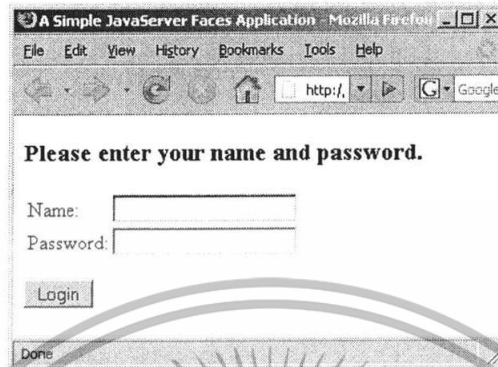 A Simple JavaServer Faces Application - Mozilla Firefox
File Edit View History Bookmarks Tools Help
http:/. G Google
Please enter your name and password.
Name:
Password:
Login
Done